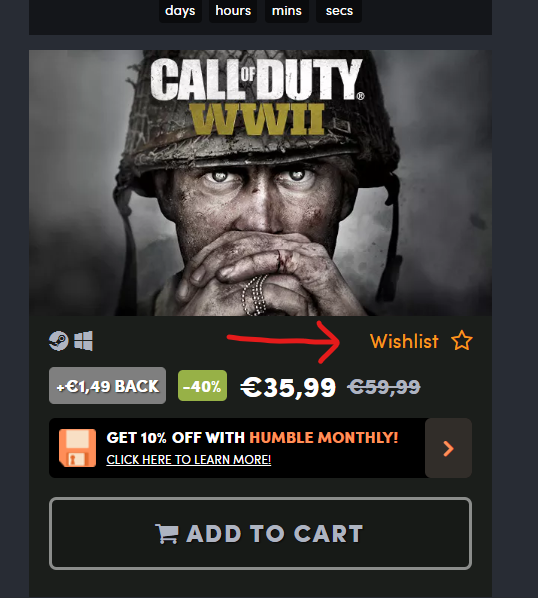 days hours mins secs
CALL OF DUTY®
WWII
Wishlist
+€1,49 BACK -40% €35,99 €59,99
GET 10% OFF WITH HUMBLE MONTHLY!
CLICK HERE TO LEARN MORE!
ADD TO CART